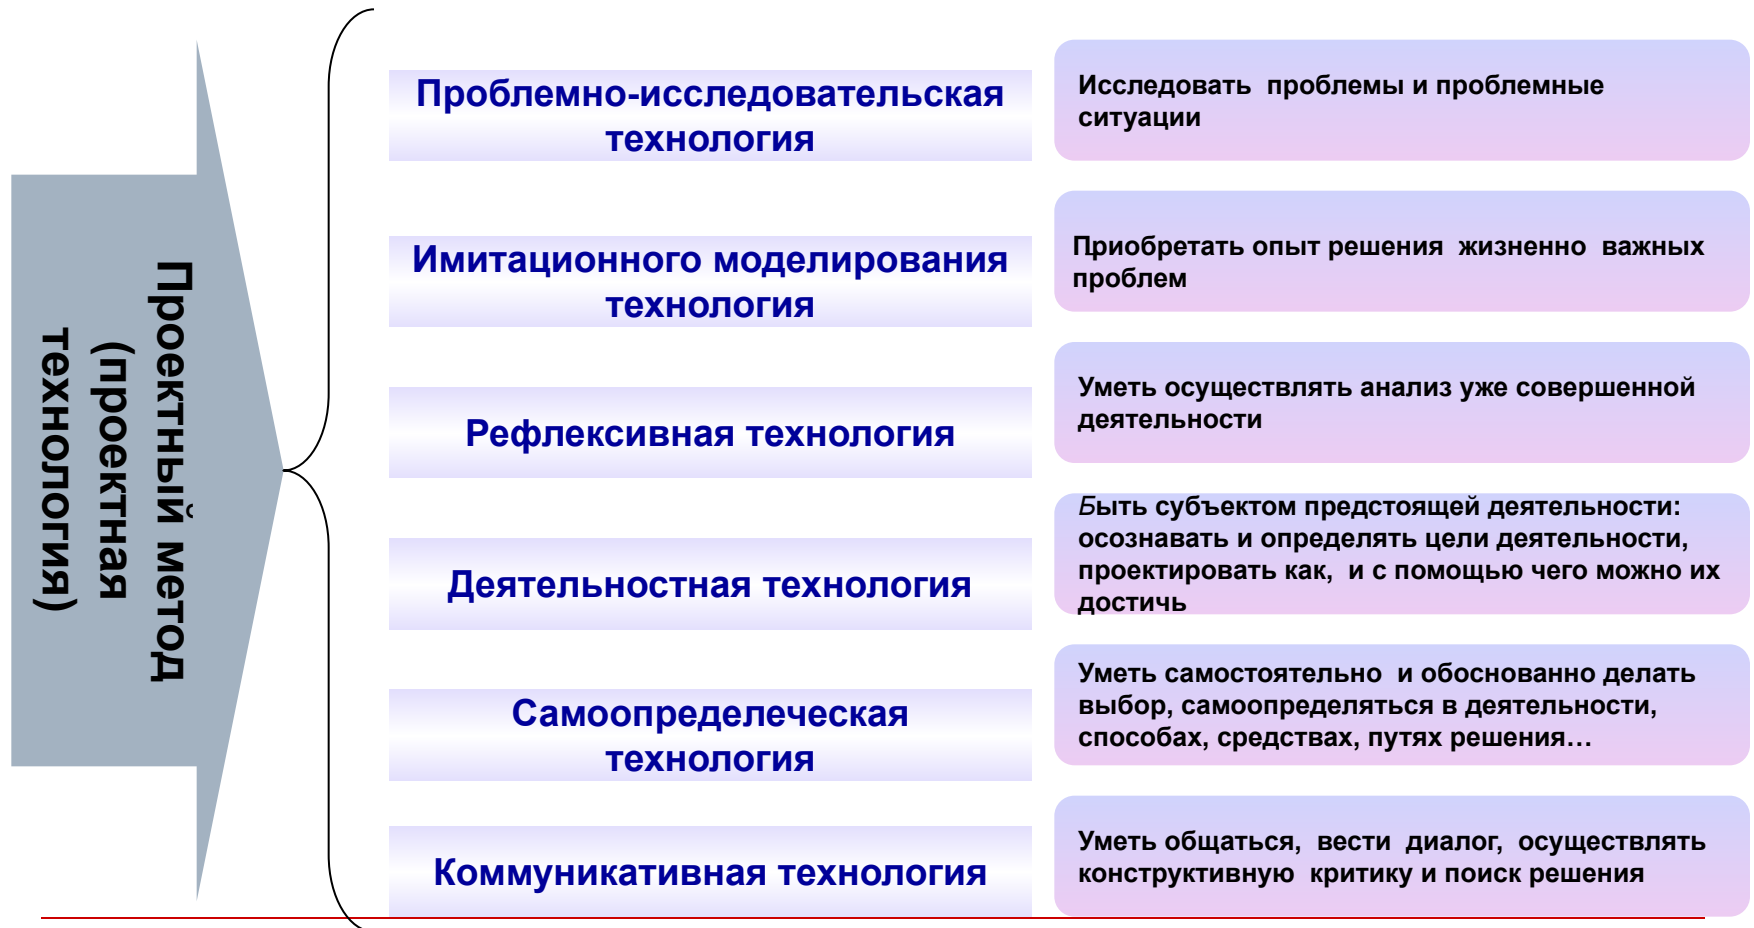 Проектный метод
(проектная
технология)
Проблемно-исследовательская
технология
Исследовать проблемы и проблемные
ситуации
Имитационного моделирования
технология
Приобретать опыт решения жизненно важных
проблем
Рефлексивная технология
Уметь осуществлять анализ уже совершенной
деятельности
Деятельностная технология
Быть субъектом предстоящей деятельности:
осознавать и определять цели деятельности,
проектировать как, и с помощью чего можно их
достичь
Самоопределеческая
технология
Уметь самостоятельно и обоснованно делать
выбор, самоопределяться в деятельности,
способах, средствах, путях решения…
Коммуникативная технология
Уметь общаться, вести диалог, осуществлять
конструктивную критику и поиск решения